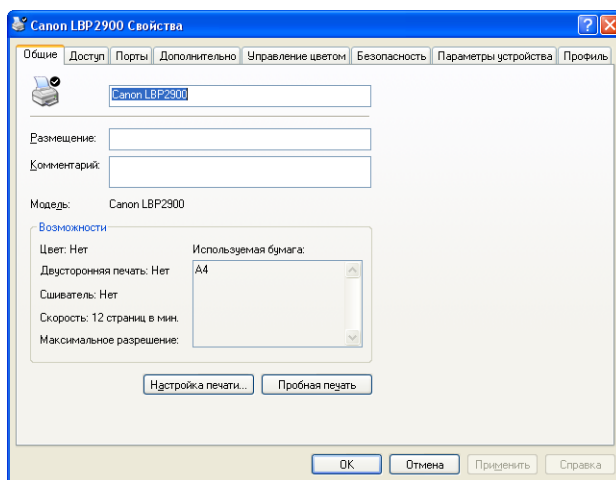 Canon LBP2900 Свойства
Общие Доступ Порты Дополнительно Управление цветом Безопасность Параметры устройства Профиль
Canon LBP2900
Размещение:
Комментарий:
Модель: Canon LBP2900
Возможности
Цвет: Нет Используемая бумага:
Двусторонняя печать: Нет A4
Сшиватель: Нет
Скорость: 12 страниц в мин.
Максимальное разрешение:
Настройка печати... Пробная печать
OK Отмена Применить Справка